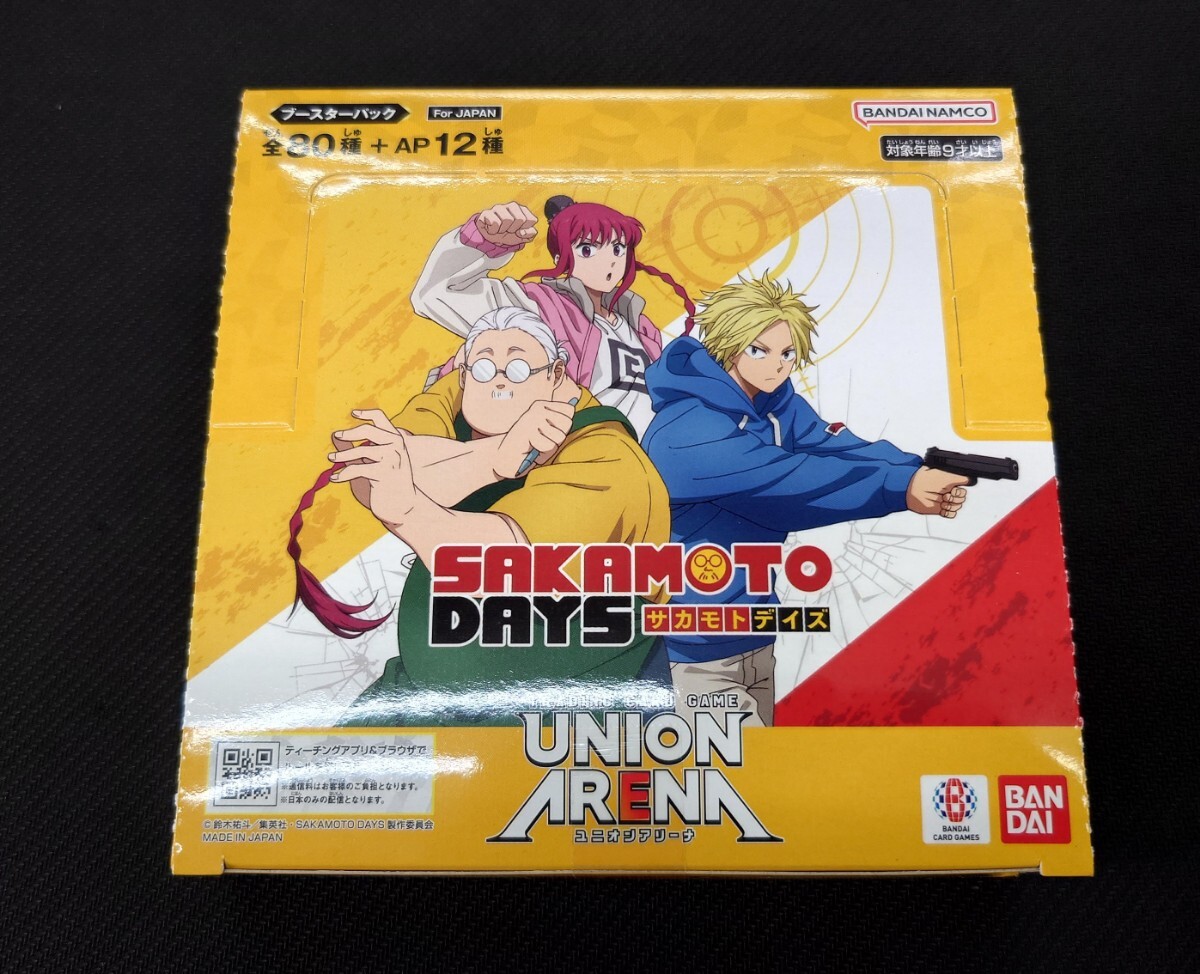 ブースターパック
For JAPAN
BANDAI NAMCO
全80種+AP12種
対象年齢9才以上
SAKAMOTO
DAYS サカモトデイズ
TRADING CARD GAME
UNION
ARENA
ユニオンアリーナ
ティーチングアプリ&ブラウザで
※通信料はお客様のご負担となります。
※日本のみの配信となります。
©鈴木祐斗/集英社・SAKAMOTO DAYS 製作委員会
MADE IN JAPAN
BANDAI
CARD GAMES
BAN
DAI